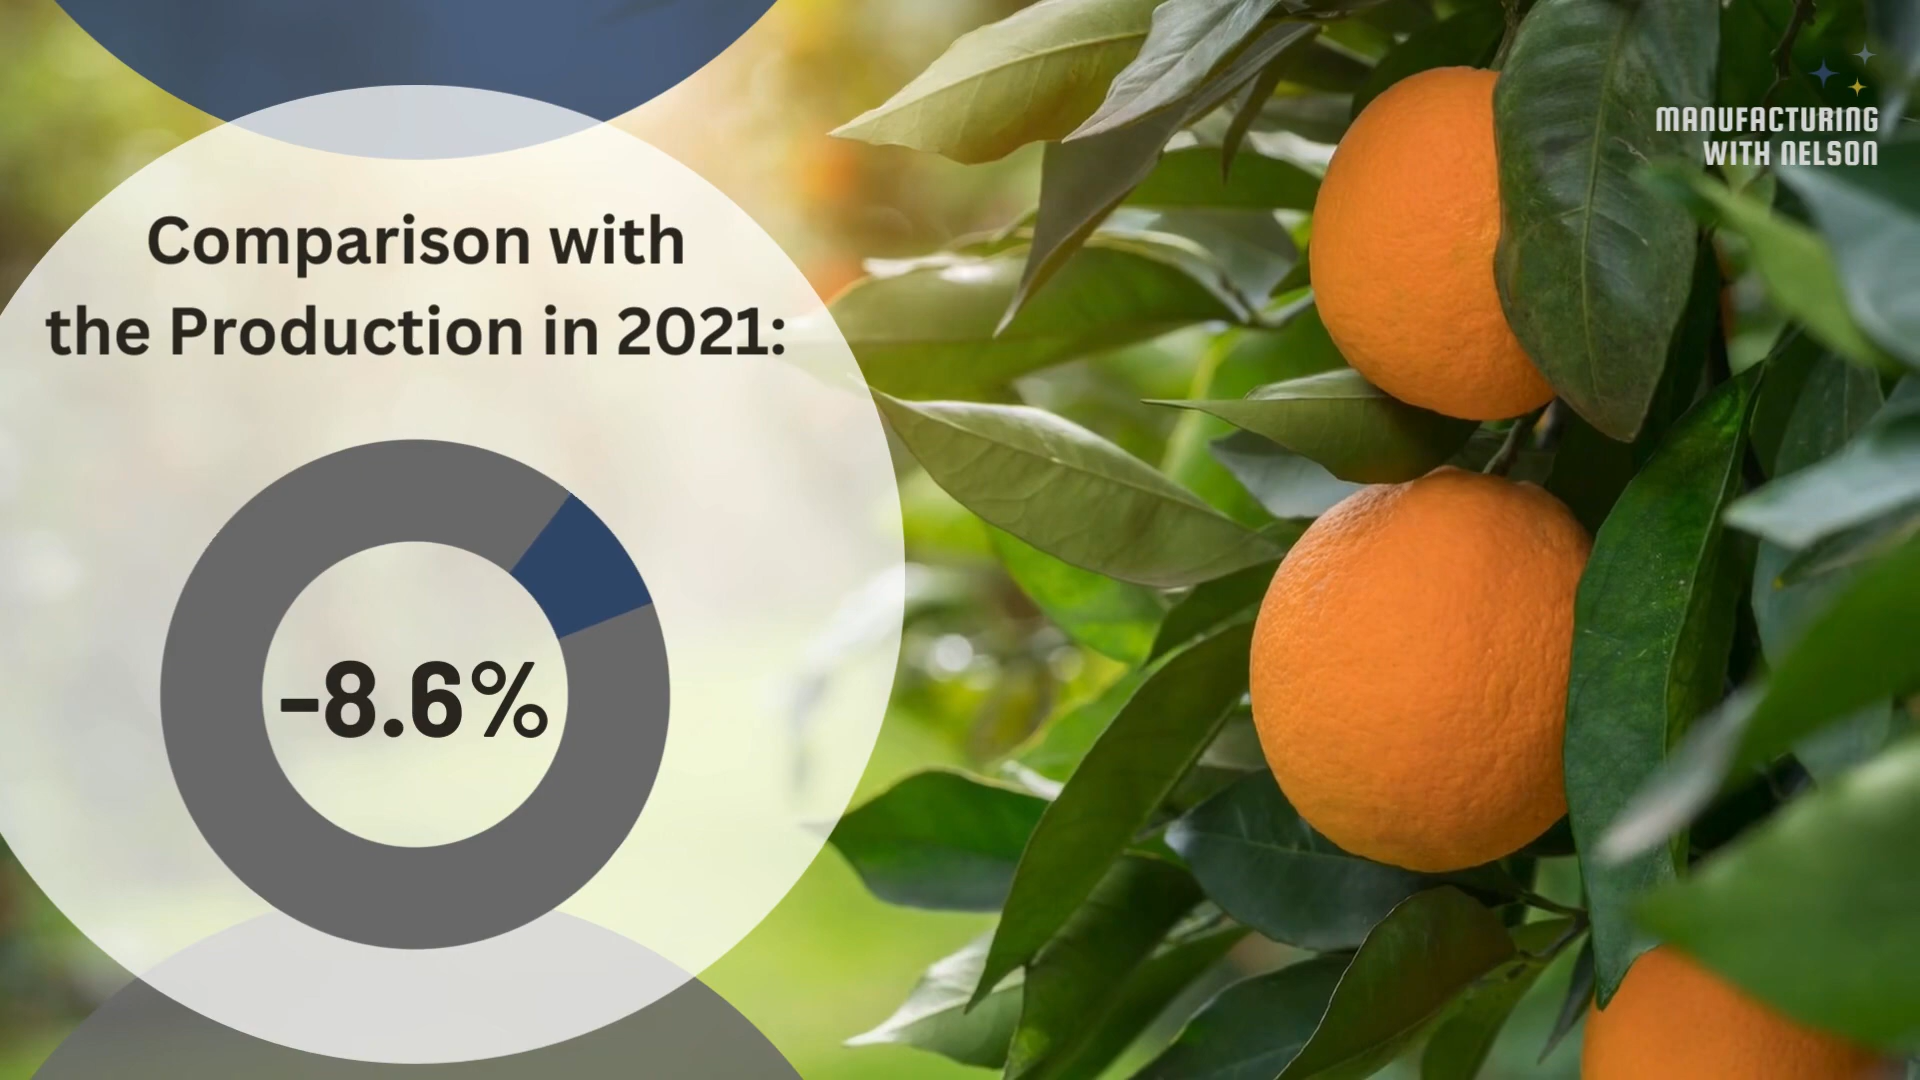 Comparison with
the Production in 2021:
-8.6%
MANUFACTURING
WITH NELSON